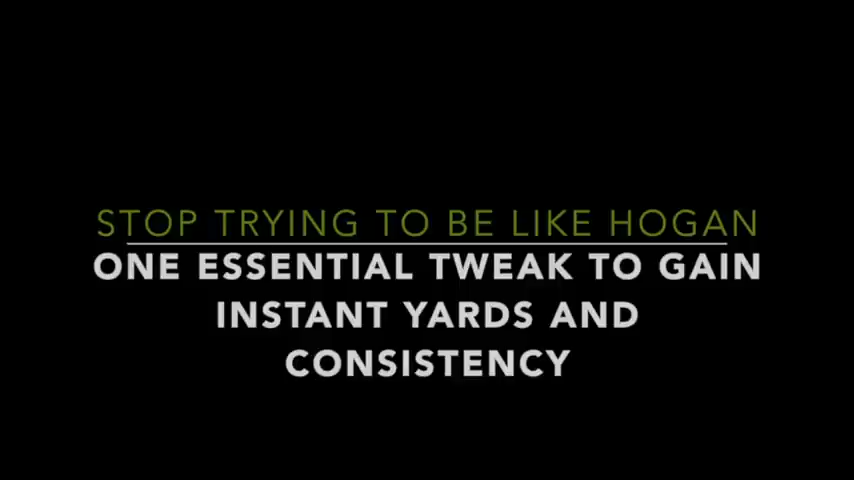 STOP TRYING TO BE LIKE HOGAN
ONE ESSENTIAL TWEAK TO GAIN
INSTANT YARDS AND
CONSISTENCY